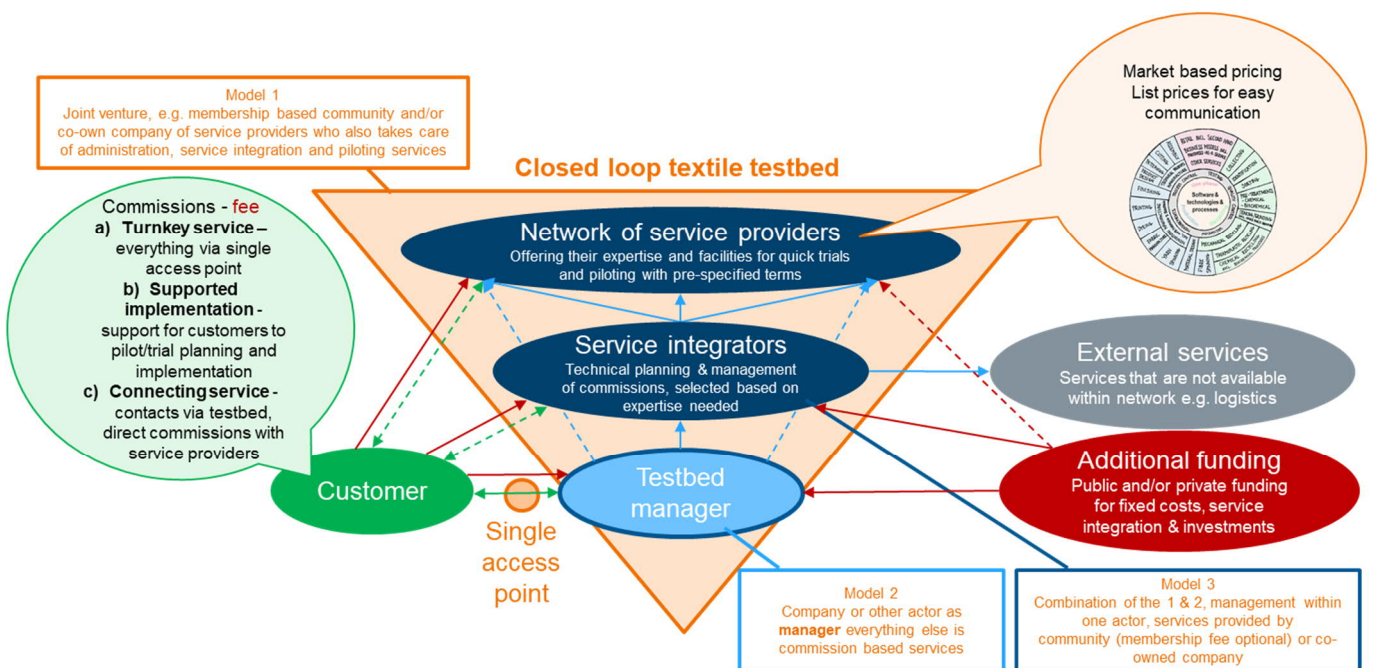 Model 1
Joint venture, e.g. membership based community and/or
co-own company of service providers who also takes care
of administration, service integration and piloting services
Closed loop textile testbed
Market based pricing
List prices for easy
communication
Software &
technologies &
processes
Commissions - fee
a) Turnkey service –
everything via single
access point
b) Supported
implementation -
support for customers to
pilot/trial planning and
implementation
c) Connecting service -
contacts via testbed,
direct commissions with
service providers
Network of service providers
Offering their expertise and facilities for quick trials
and piloting with pre-specified terms
Service integrators
Technical planning & management
of commissions, selected based on
expertise needed
External services
Services that are not available
within network e.g. logistics
Additional funding
Public and/or private funding
for fixed costs, service
integration & investments
Customer
Testbed
manager
Single
access
point
Model 2
Company or other actor as
manager everything else is
commission based services
Model 3
Combination of the 1 & 2, management within
one actor, services provided by
community (membership fee optional) or co-
owned company